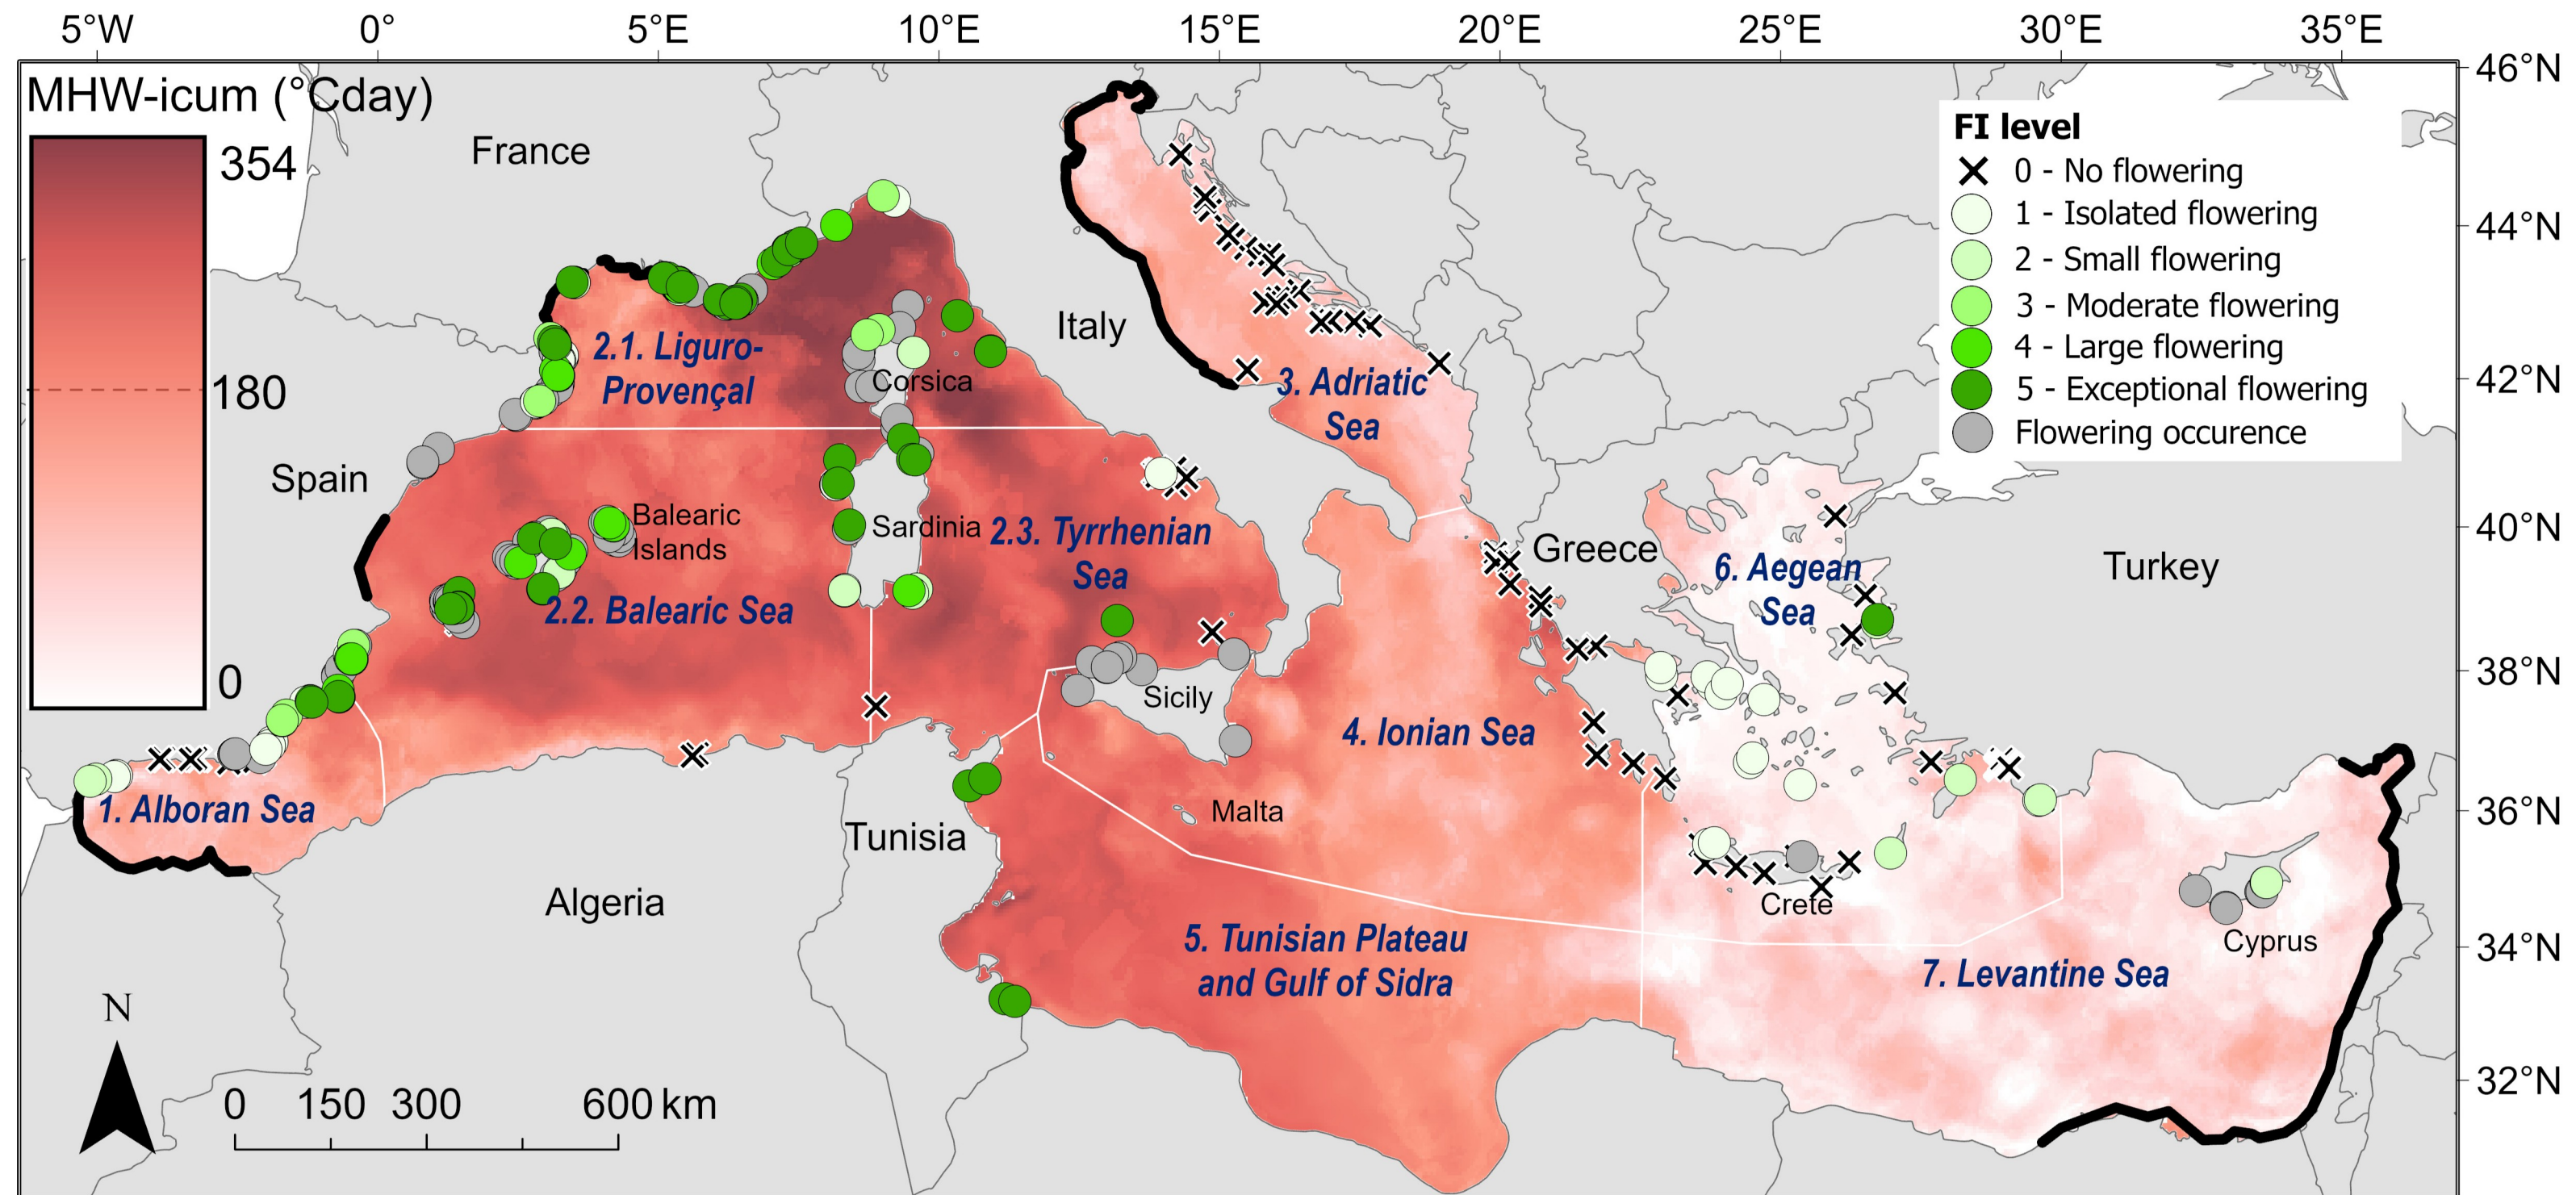 5°W 0° 5°E 10°E 15°E 20°E 25°E 30°E 35°E
46°N
44°N
42°N
40°N
38°N
36°N
34°N
32°N
MHW-icum (°Cday)
354
180
0
FI level
0 - No flowering
1 - Isolated flowering
2 - Small flowering
3 - Moderate flowering
4 - Large flowering
5 - Exceptional flowering
Flowering occurence
France
Italy
Spain
Greece
Turkey
Corsica
Balearic
Islands
Sardinia
Sicily
Malta
Tunisia
Algeria
Crete
Cyprus
2.1. Liguro-
Provençal
3. Adriatic
Sea
2.3. Tyrrhenian
Sea
2.2. Balearic Sea
6. Aegean
Sea
4. Ionian Sea
1. Alboran Sea
5. Tunisian Plateau
and Gulf of Sidra
7. Levantine Sea
N
0 150 300 600 km